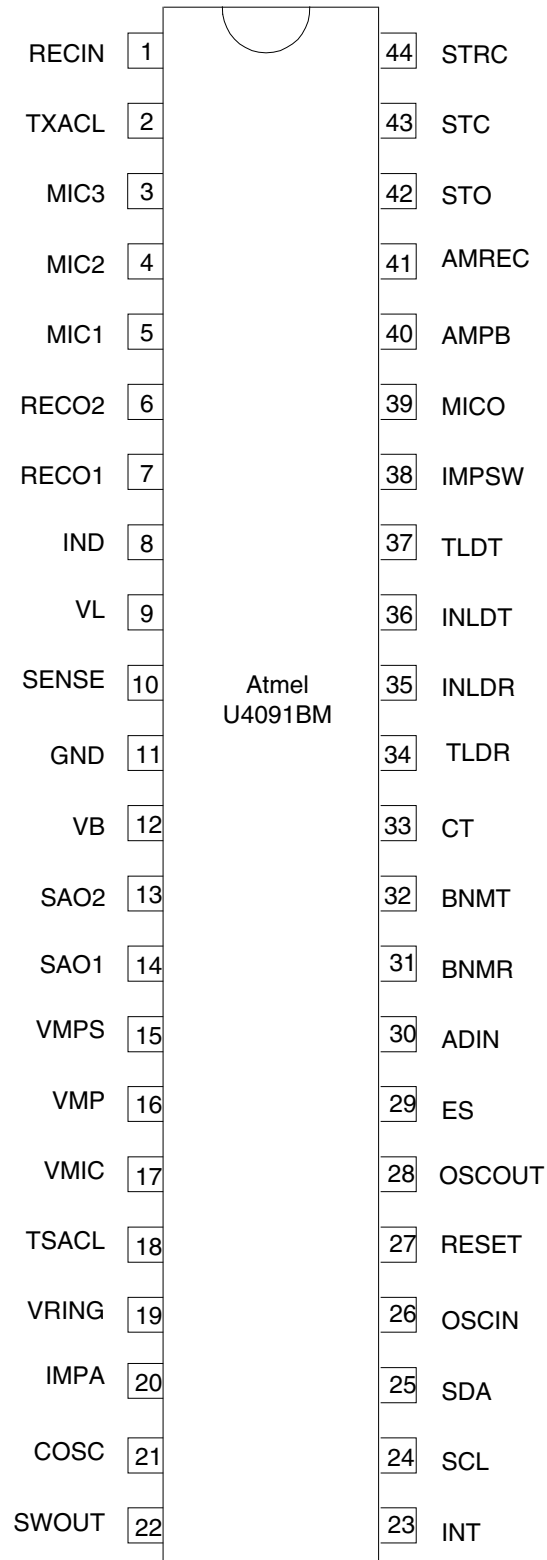 RECIN 1 44 STRC
TXACL 2 43 STC
MIC3 3 42 STO
MIC2 4 41 AMREC
MIC1 5 40 AMPB
RECO2 6 39 MICO
RECO1 7 38 IMPSW
IND 8 37 TLDT
VL 9 36 INLDT
SENSE 10 Atmel 35 INLDR
U4091BM
GND 11 34 TLDR
VB 12 33 CT
SAO2 13 32 BNMT
SAO1 14 31 BNMR
VMPS 15 30 ADIN
VMP 16 29 ES
VMIC 17 28 OSCOUT
TSACL 18 27 RESET
VRING 19 26 OSCIN
IMPA 20 25 SDA
COSC 21 24 SCL
SWOUT 22 23 INT